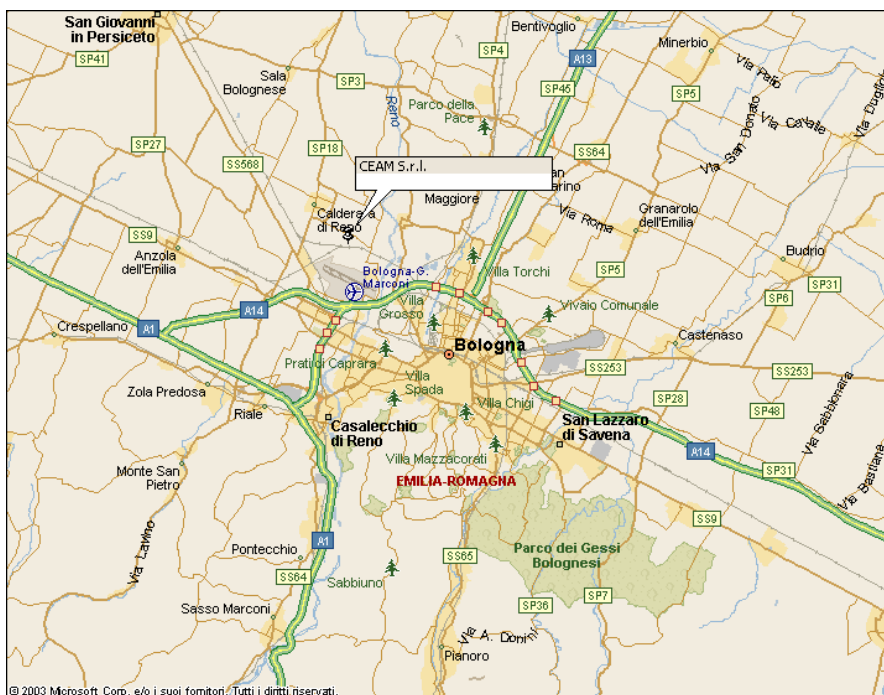 San Giovanni
in Persiceto
SP41
Sala
Bolognese
SP3
Reno
SP4
Bentivoglio
A13
Minerbio
Via Palio
SP45
SP5
Parco della
Pace
Via San Donato
SP27
SS568
SP18
SS64
CEAM S.r.l.
Maggiore
di Reno
Via Roma
Granarolo
dell'Emilia
SS9
Anzola
dell'Emilia
Bologna-G.
Marconi
Villa Torchi
SP5
Budrio
SP31
SP6
A14
Villa
Grosso
Vivaio Comunale
Crespellano
A1
Castenaso
Bologna
Prati di Caprara
SS253
SS253
Villa
Spada
Zola Predosa
Riale
Villa Chigi
SP28
SP48
Via Sabbionara
Casalecchio
di Reno
San Lazzaro
di Savena
A14
SP31
Via Bastiana
Monte San
Pietro
Villa Mazzacorati
EMILIA-ROMAGNA
SS9
Via Lavino
A1
Pontecchio
SS64
Sabbiuno
SS65
Parco dei Gessi
Bolognesi
SP7
SP36
Sasso Marconi
Via A. Donini
Pianoro
© 2003 Microsoft Corp. e/o i suoi fornitori. Tutti i diritti riservati.